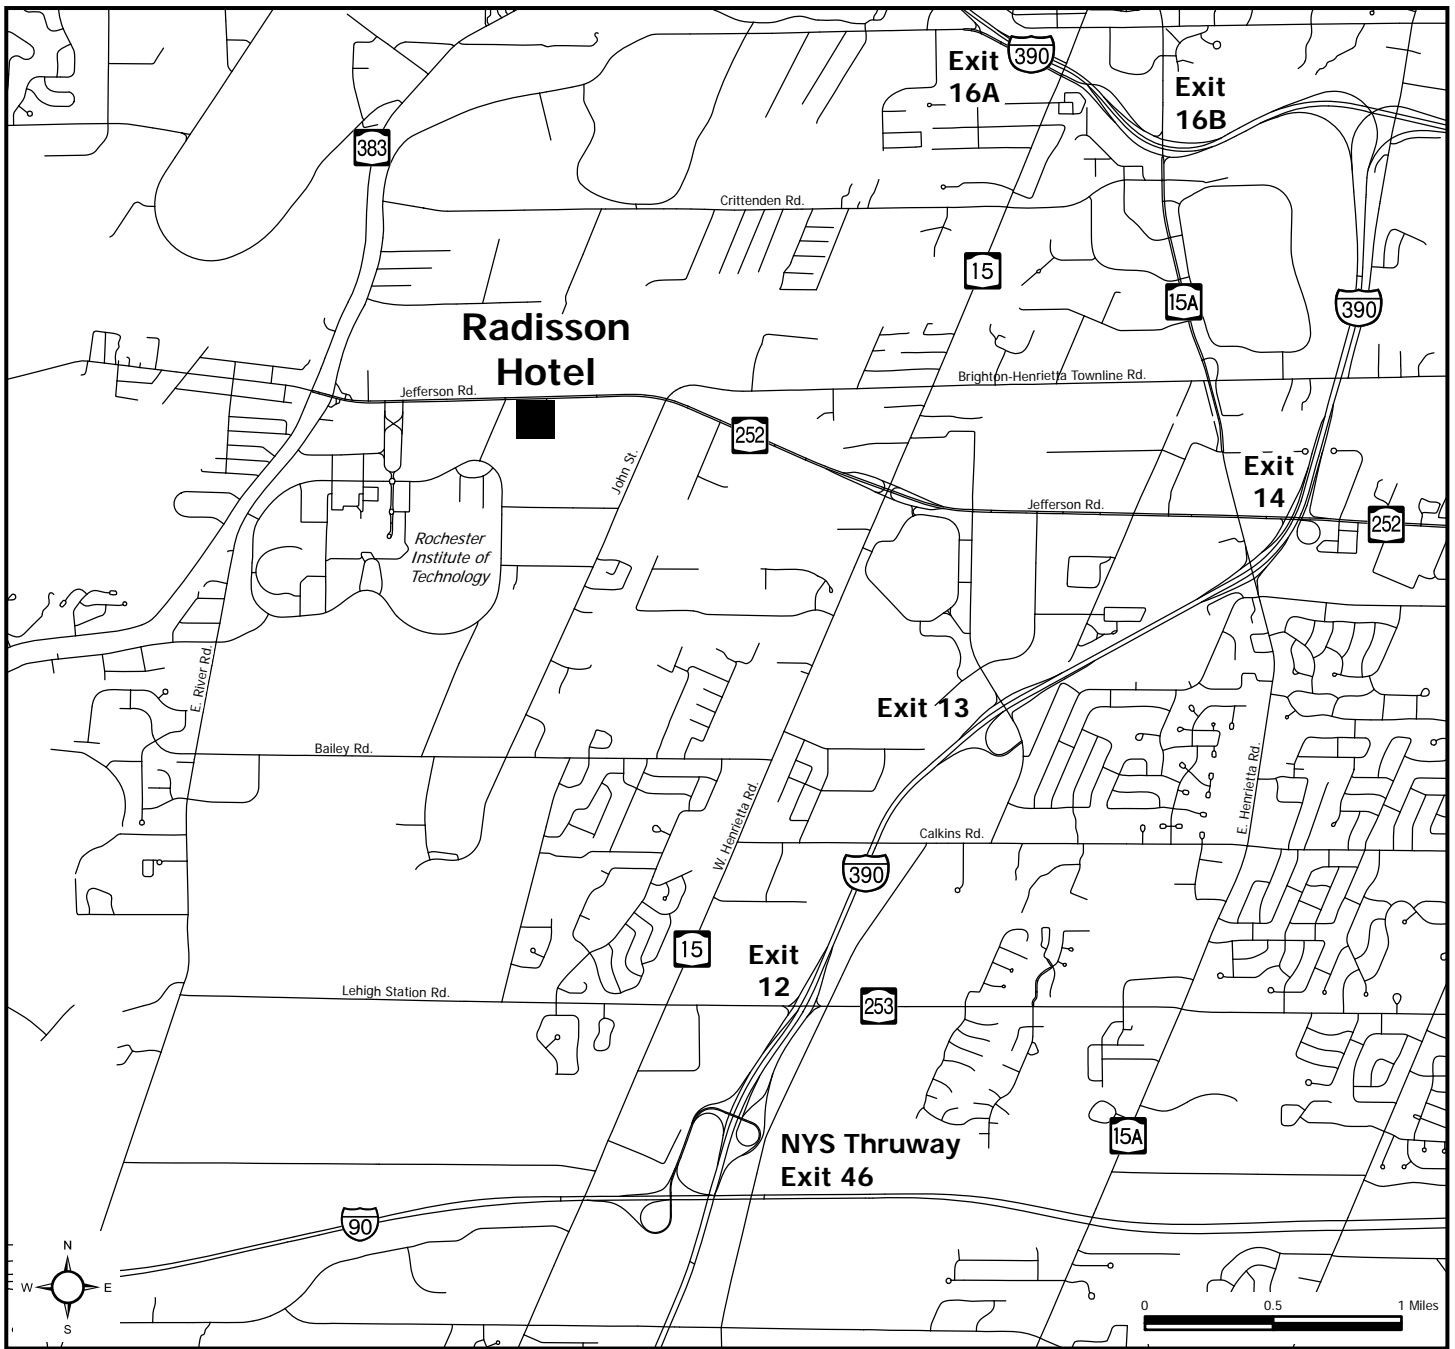 390
Exit
16A
Exit
16B
383
Crittenden Rd.
15
15A
390
Radisson
Hotel
Brighton-Henrietta Townline Rd.
Jefferson Rd.
252
John St.
Exit
14
Jefferson Rd.
252
Rochester
Institute of
Technology
E. River Rd.
Exit 13
Bailey Rd.
W. Henrietta Rd.
E. Henrietta Rd.
Calkins Rd.
390
15
Exit
12
Lehigh Station Rd.
253
15A
NYS Thruway
Exit 46
90
N
W
E
S
0
0.5
1 Miles